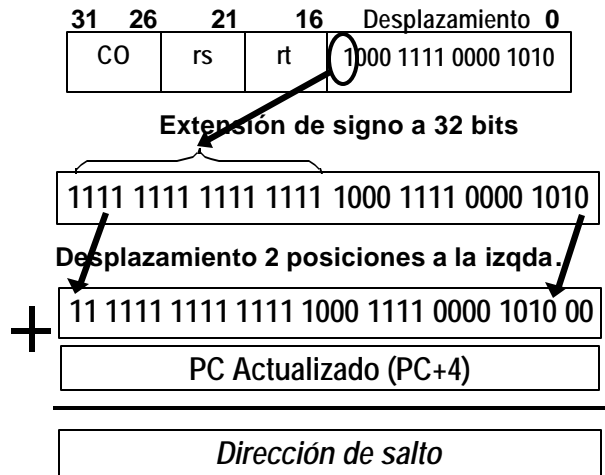 31 26 21 16 Desplazamiento 0
CO rs rt 1000 1111 0000 1010
Extensión de signo a 32 bits
1111 1111 1111 1111 1000 1111 0000 1010
Desplazamiento 2 posiciones a la izqda.
11 1111 1111 1111 1000 1111 0000 1010 00
+
PC Actualizado (PC+4)
Dirección de salto